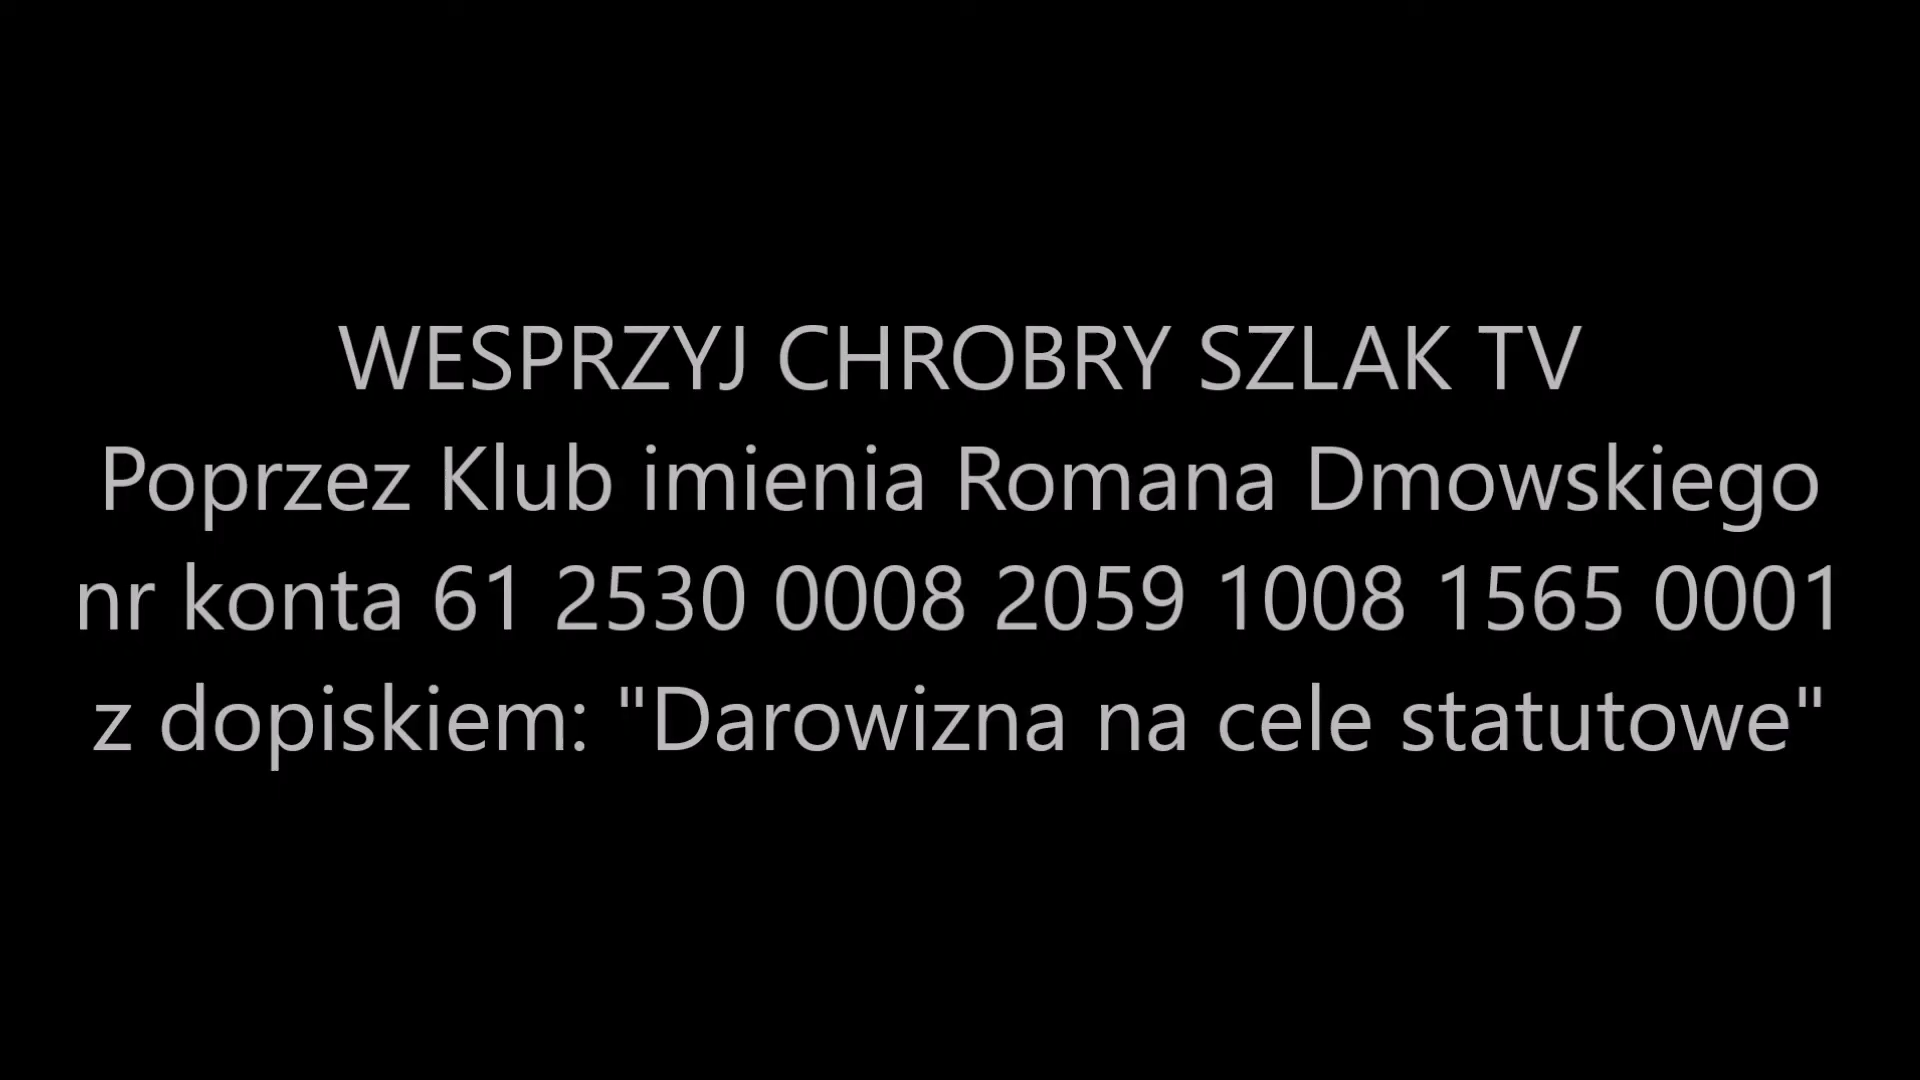 WESPRZYJ CHROBRY SZLAK TV
Poprzez Klub imienia Romana Dmowskiego
nr konta 61 2530 0008 2059 1008 1565 0001
z dopiskiem: "Darowizna na cele statutowe"